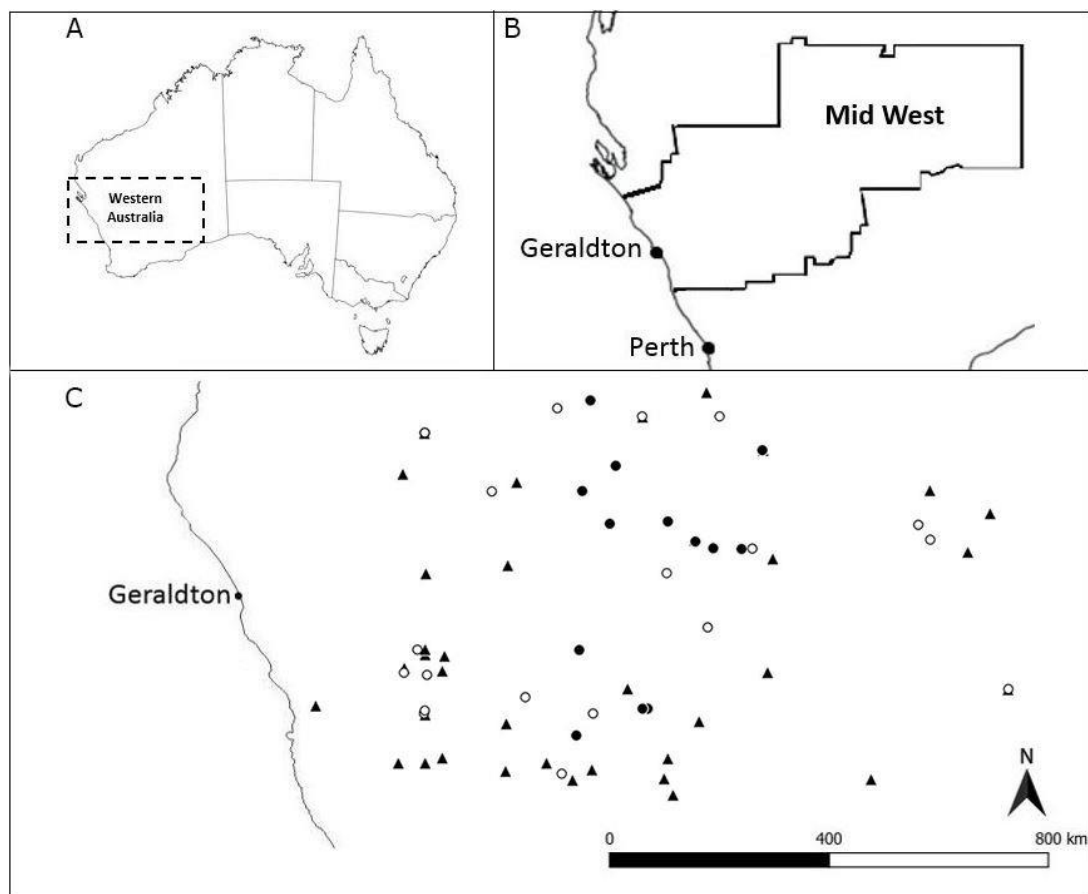 A
Western
Australia
B
Mid West
Geraldton
Perth
C
Geraldton
N
0 400 800 km